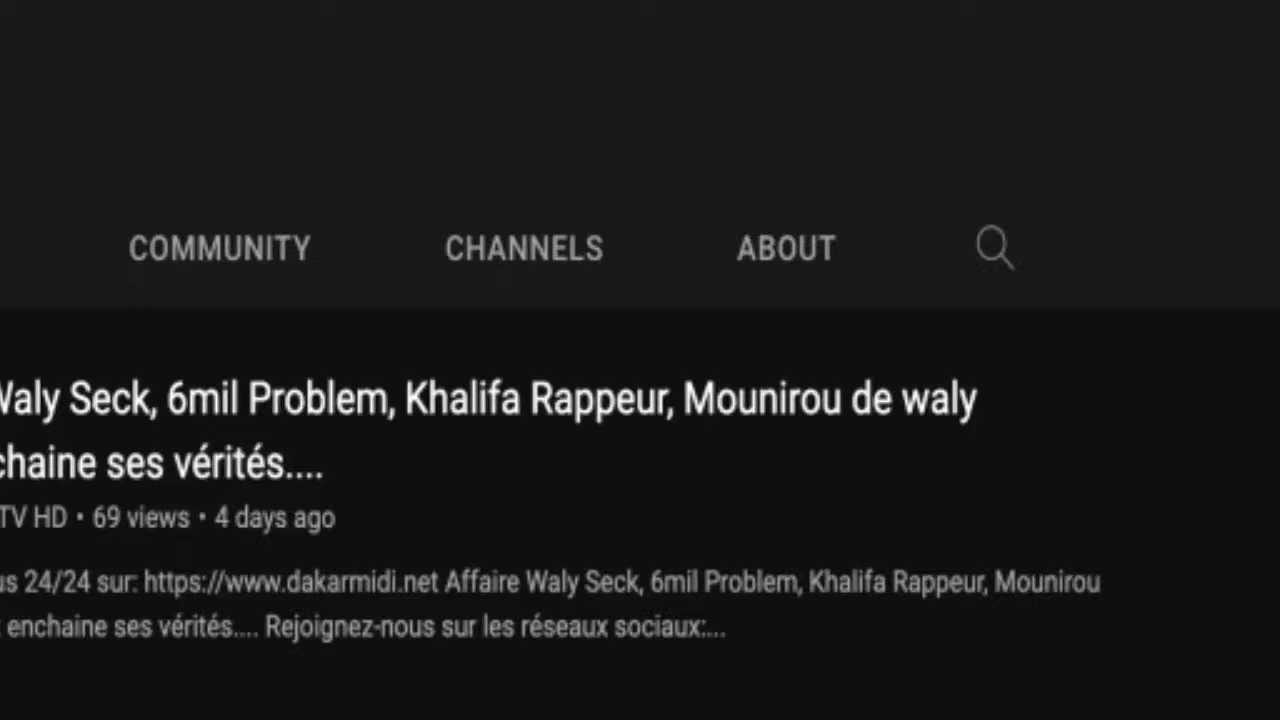 COMMUNITY CHANNELS ABOUT
Waly Seck, 6mil Problem, Khalifa Rappeur, Mounirou de waly
chaine ses vérités....
TV HD • 69 views • 4 days ago
us 24/24 sur: https://www.dakarmidi.net Affaire Waly Seck, 6mil Problem, Khalifa Rappeur, Mounirou
enchaine ses vérités.... Rejoignez-nous sur les réseaux sociaux:...